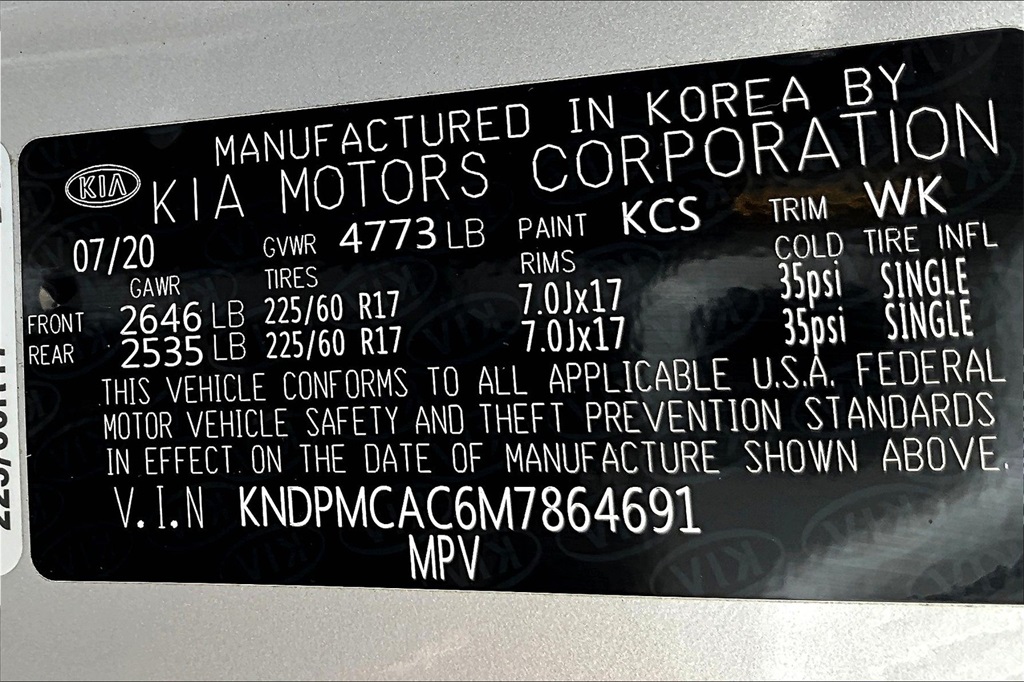 MANUFACTURED IN KOREA BY
KIA KIA MOTORS CORPORATION
07/20 GVWR 4773 LB PAINT KCS TRIM WK
GAWR TIRES RIMS COLD TIRE INFL
FRONT 2646 LB 225/60 R17 7.0Jx17 35psi SINGLE
REAR 2535 LB 225/60 R17 7.0Jx17 35psi SINGLE
THIS VEHICLE CONFORMS TO ALL APPLICABLE U.S.A. FEDERAL
MOTOR VEHICLE SAFETY AND THEFT PREVENTION STANDARDS
IN EFFECT ON THE DATE OF MANUFACTURE SHOWN ABOVE.
V.I.N KNDPMCAC6M7864691
MPV